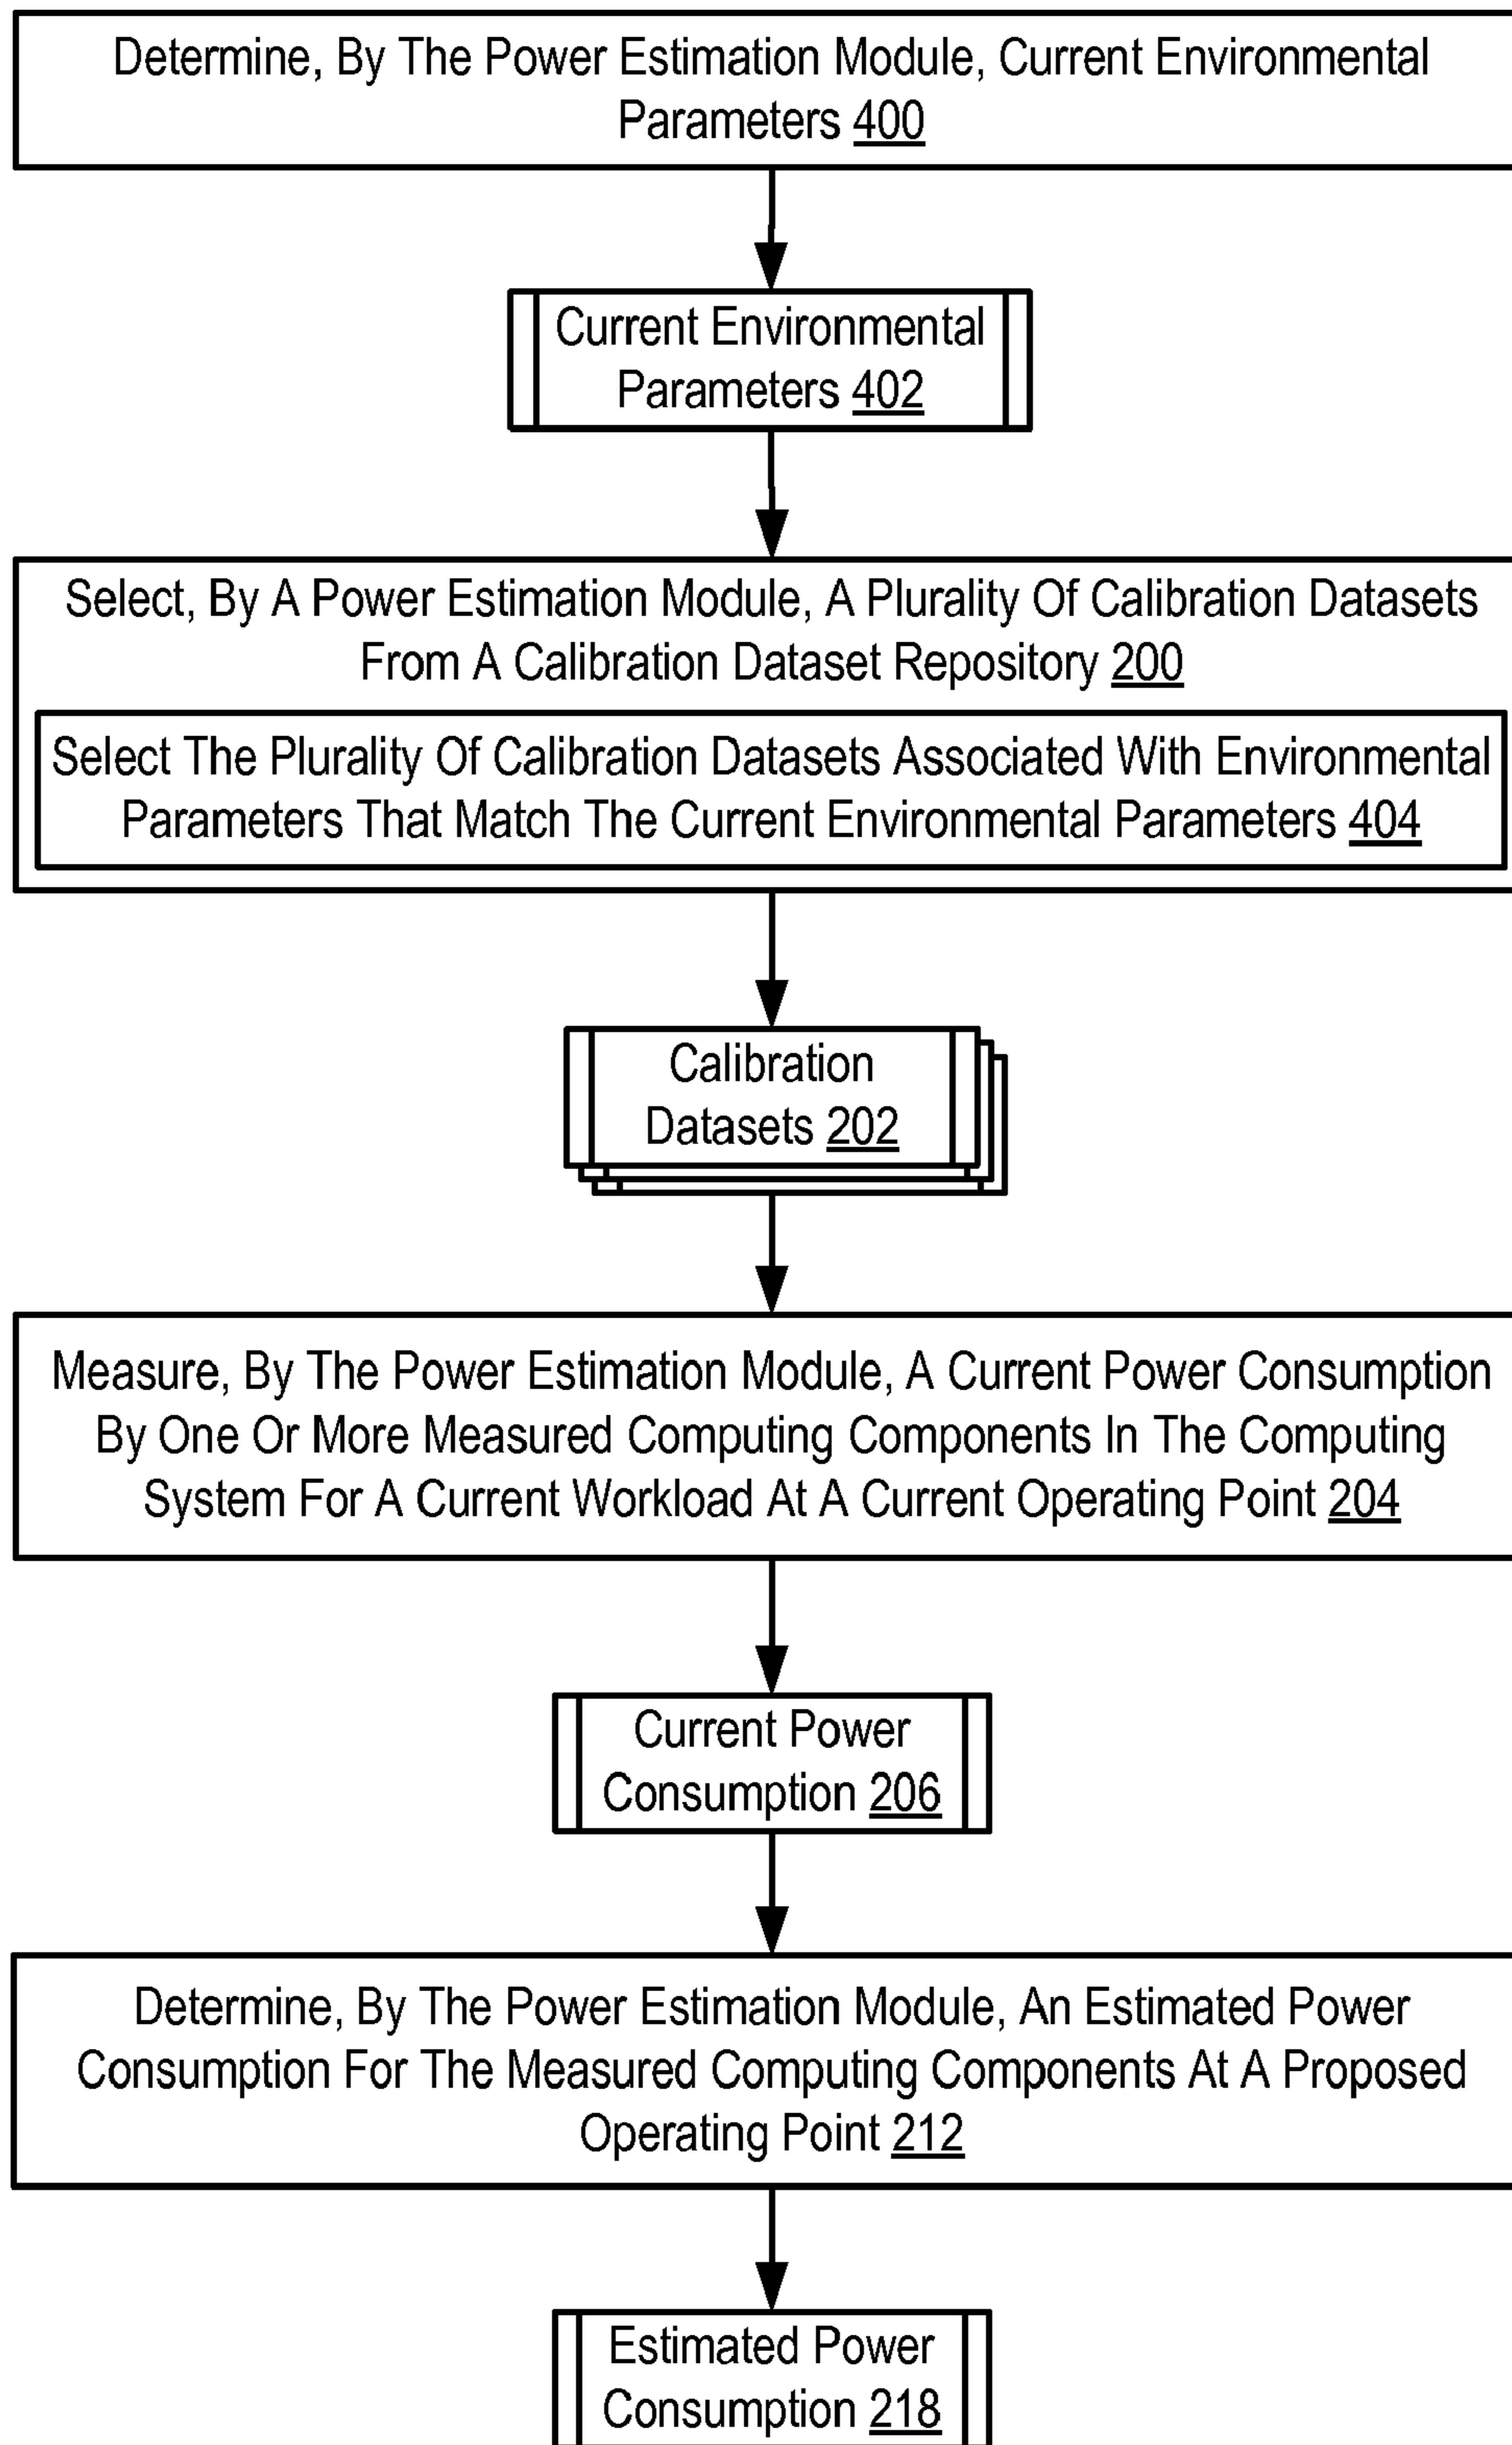 Determine, By The Power Estimation Module, Current Environmental
Parameters 400
Current Environmental
Parameters 402
Select, By A Power Estimation Module, A Plurality Of Calibration Datasets
From A Calibration Dataset Repository 200
Select The Plurality Of Calibration Datasets Associated With Environmental
Parameters That Match The Current Environmental Parameters 404
Calibration
Datasets 202
Measure, By The Power Estimation Module, A Current Power Consumption
By One Or More Measured Computing Components In The Computing
System For A Current Workload At A Current Operating Point 204
Current Power
Consumption 206
Determine, By The Power Estimation Module, An Estimated Power
Consumption For The Measured Computing Components At A Proposed
Operating Point 212
Estimated Power
Consumption 218